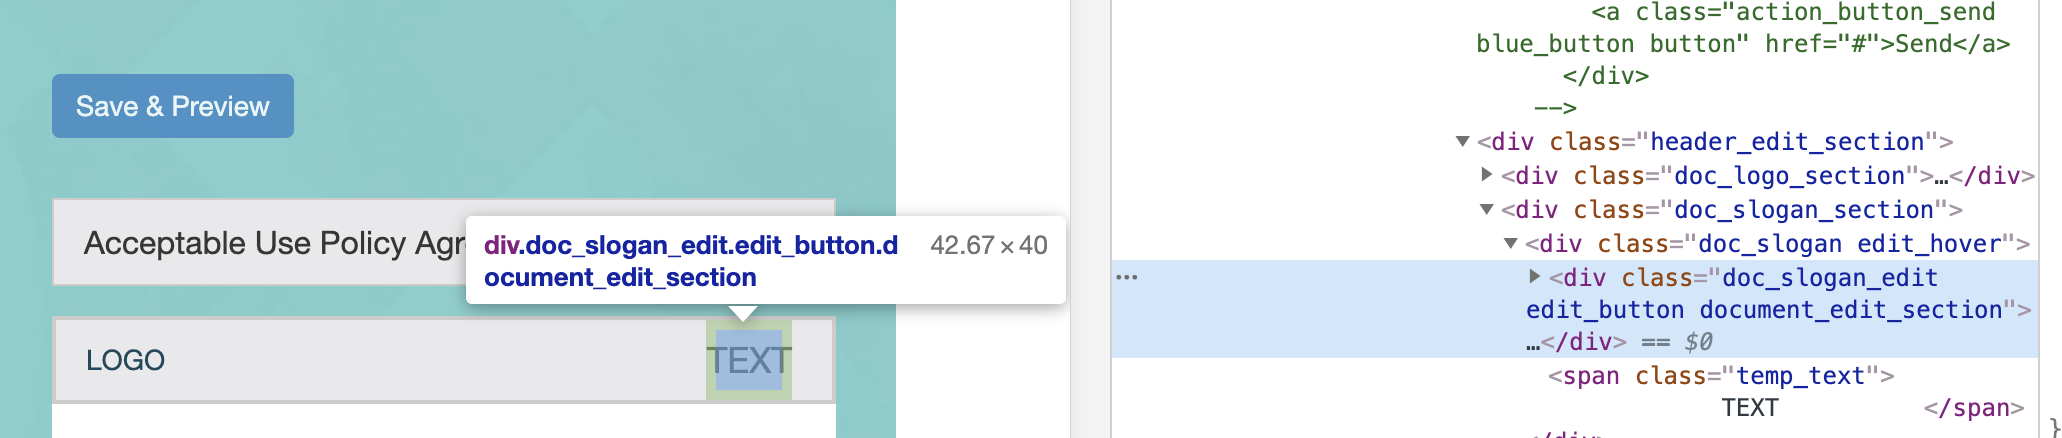 Save & Preview
Acceptable Use Policy Agr
div.doc_slogan_edit.edit_button.d
ocument_edit_section
42.67 × 40
LOGO
TEXT
<a class="action_button_send
blue_button button" href="#">Send</a>
</div>
-->
▼<div class="header_edit_section">
▶<div class="doc_logo_section">…</div>
▼<div class="doc_slogan_section">
▼<div class="doc_slogan edit_hover">
▶<div class="doc_slogan_edit
edit_button document_edit_section">
…</div> == $0
<span class="temp_text">
TEXT </span>
}